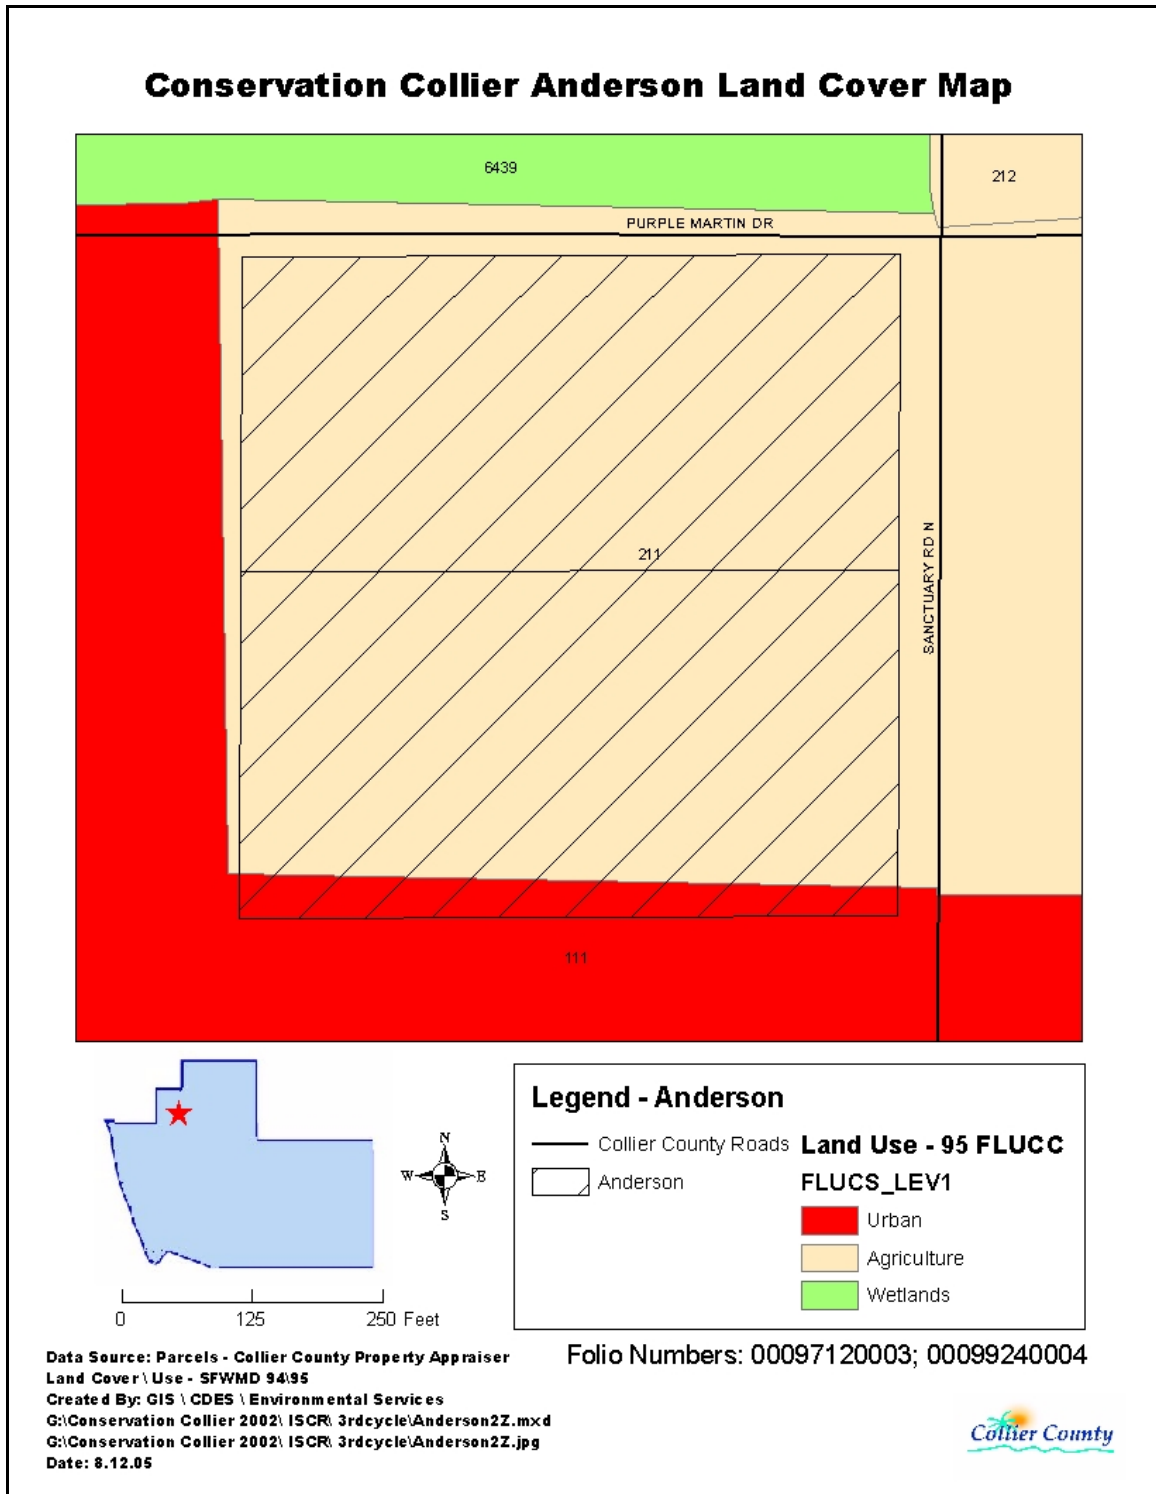 Conservation Collier Anderson Land Cover Map
6439
212
PURPLE MARTIN DR
211
SANCTUARY RD N
111
N
W E
S
0 125 250 Feet
Legend - Anderson
Collier County Roads
Anderson
Land Use - 95 FLUCC
FLUCS_LEV1
Urban
Agriculture
Wetlands
Folio Numbers: 00097120003; 00099240004
Data Source: Parcels - Collier County Property Appraiser
Land Cover \ Use - SFWMD 94\95
Created By: GIS \ CDES \ Environmental Services
G:\Conservation Collier 2002\ ISCR\ 3rdcycle\Anderson2Z.mxd
G:\Conservation Collier 2002\ ISCR\ 3rdcycle\Anderson2Z.jpg
Date: 8.12.05
Collier County